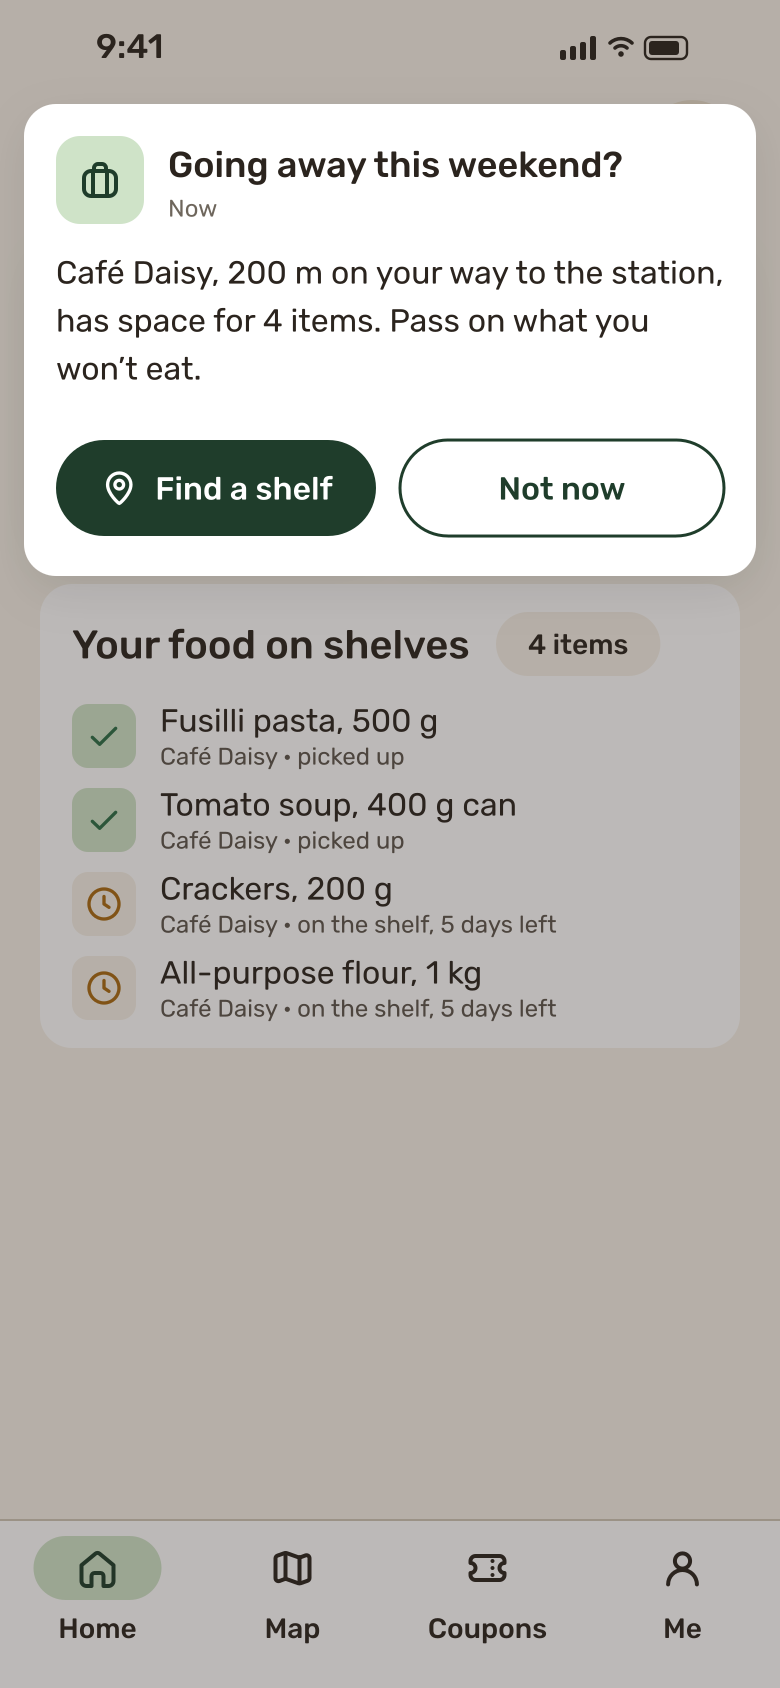 9:41
Going away this weekend?
Now
Café Daisy, 200 m on your way to the station,
has space for 4 items. Pass on what you
won’t eat.
Find a shelf
Not now
Your food on shelves
4 items
Fusilli pasta, 500 g
Café Daisy • picked up
Tomato soup, 400 g can
Café Daisy • picked up
Crackers, 200 g
Café Daisy • on the shelf, 5 days left
All-purpose flour, 1 kg
Café Daisy • on the shelf, 5 days left
Home
Map
Coupons
Me